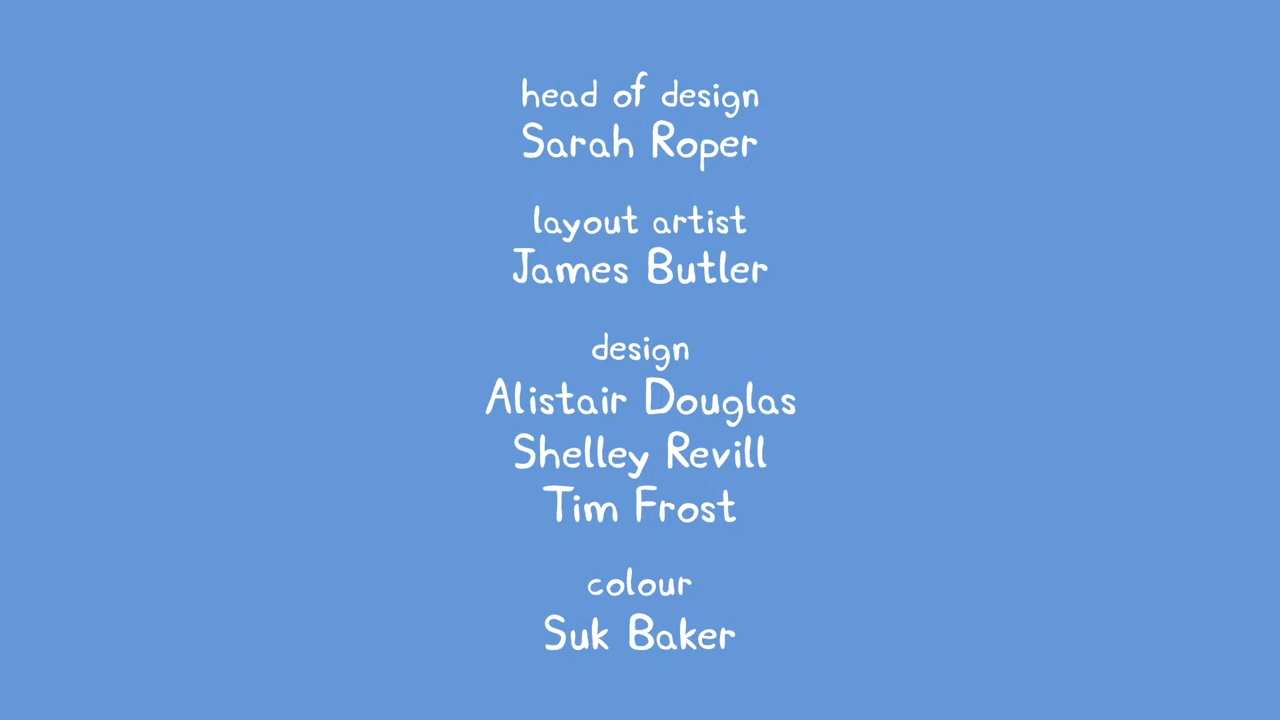 head of design
Sarah Roper
layout artist
James Butler
design
Alistair Douglas
Shelley Revill
Tim Frost
colour
Suk Baker